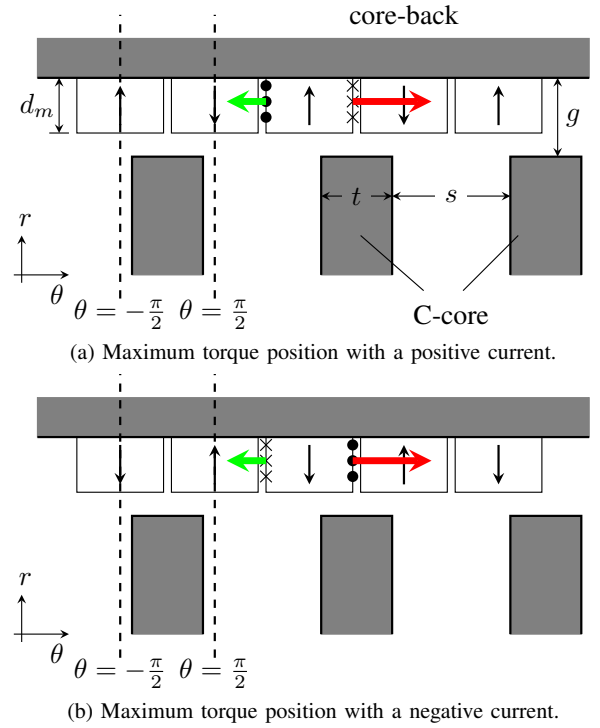 core-back
d_m
g
t
s
r
θ
θ = -π/2 θ = π/2
C-core
(a) Maximum torque position with a positive current.
r
θ
θ = -π/2 θ = π/2
(b) Maximum torque position with a negative current.